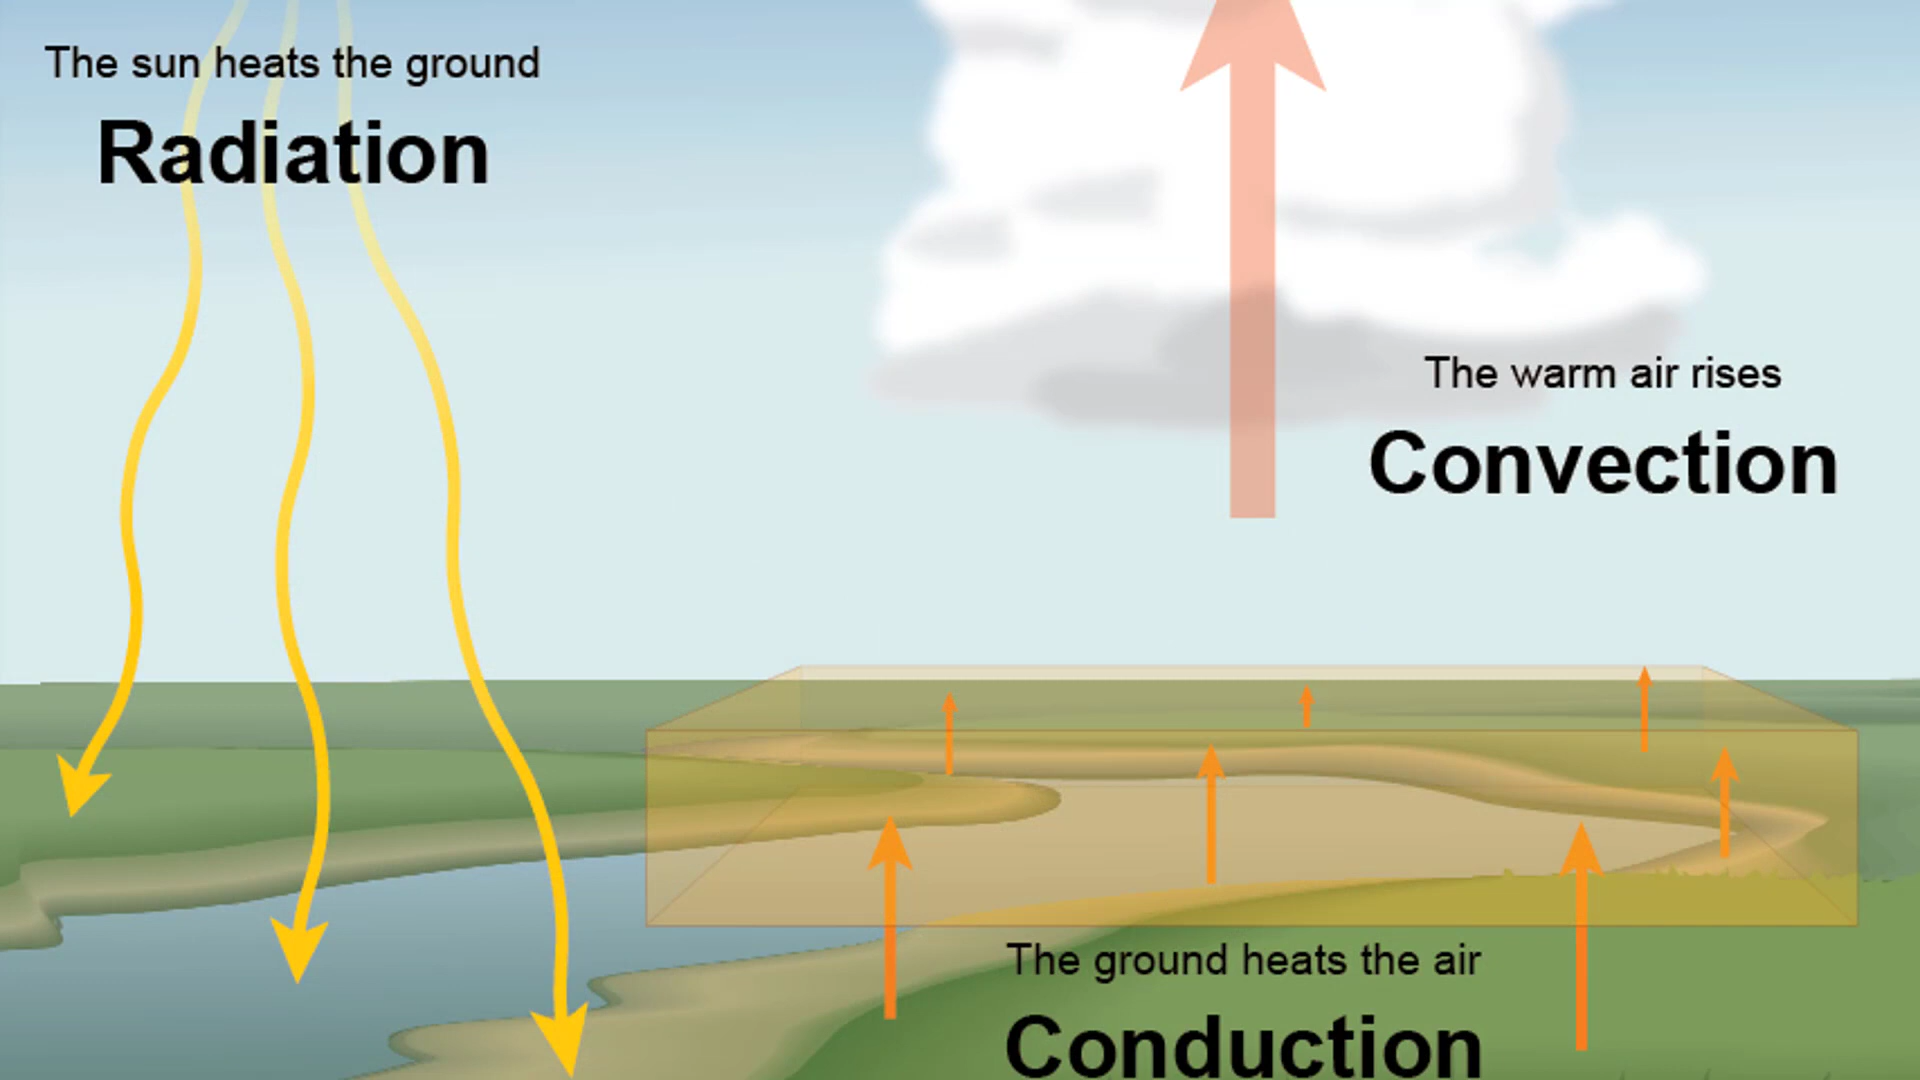 The sun heats the ground
Radiation
The warm air rises
Convection
The ground heats the air
Conduction